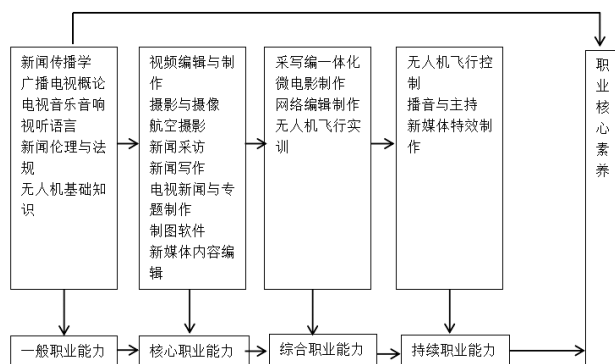 新闻传播学
广播电视概论
电视音乐音响
视听语言
新闻伦理与法
规
无人机基础知
识
视频编辑与制
作
摄影与摄像
航空摄影
新闻采访
新闻写作
电视新闻与专
题制作
制图软件
新媒体内容编
辑
采写编一体化
微电影制作
网络编辑制作
无人机飞行实
训
无人机飞行控
制
播音与主持
新媒体特效制
作
职业核心素养
一般职业能力
核心职业能力
综合职业能力
持续职业能力